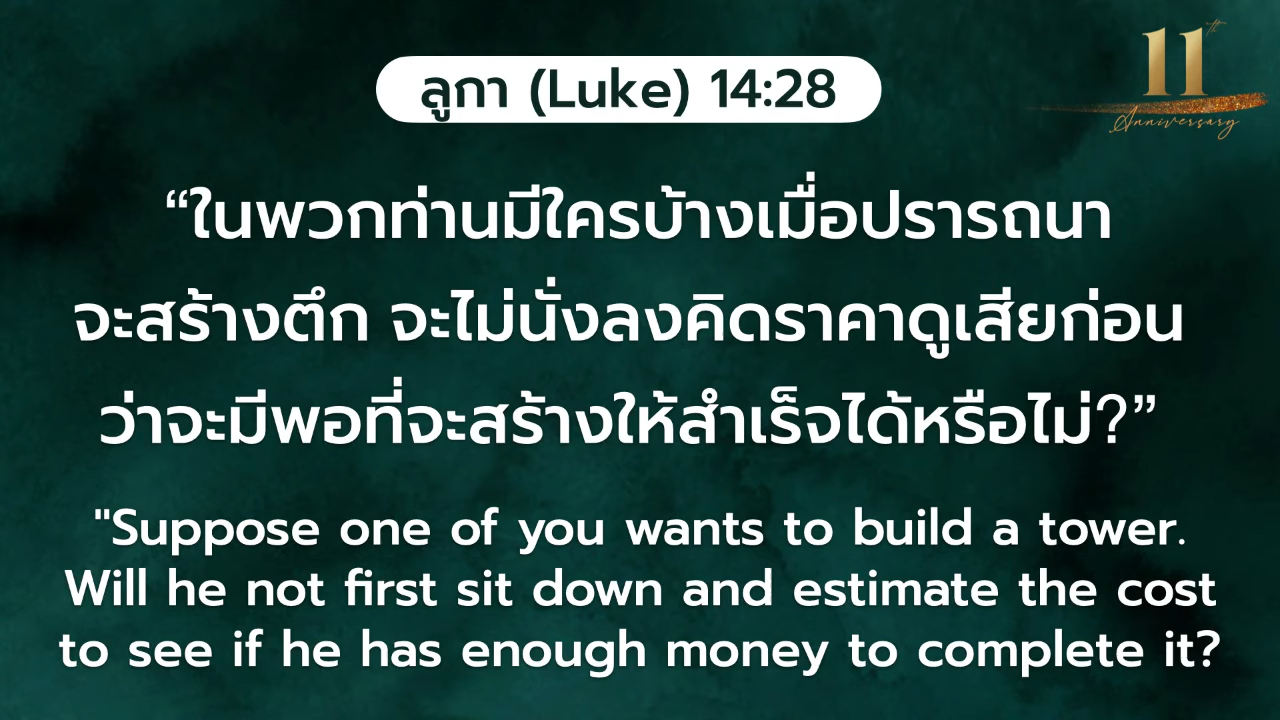 11th
Anniversary
ลูกา (Luke) 14:28
“ในพวกท่านมีใครบ้างเมื่อปรารถนา
จะสร้างตึก จะไม่นั่งลงคิดราคาดูเสียก่อน
ว่าจะมีพอที่จะสร้างให้สำเร็จได้หรือไม่?”
"Suppose one of you wants to build a tower.
Will he not first sit down and estimate the cost
to see if he has enough money to complete it?